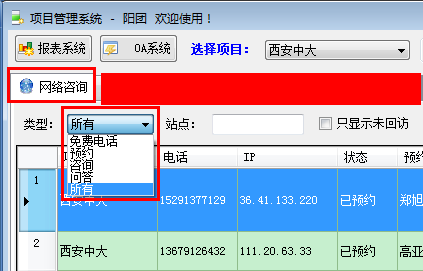 项目管理系统 - 阳团 欢迎使用！
报表系统 OA系统 选择项目： 西安中大
网络咨询
类型： 所有 站点： 只显示未回访
免费电话
预约
咨询
问答
所有
电话 IP 状态 预约
1 西安中大 15291377129 36.41.133.220 已预约 郑旭
2 西安中大 13679126432 111.20.63.33 已预约 高亚